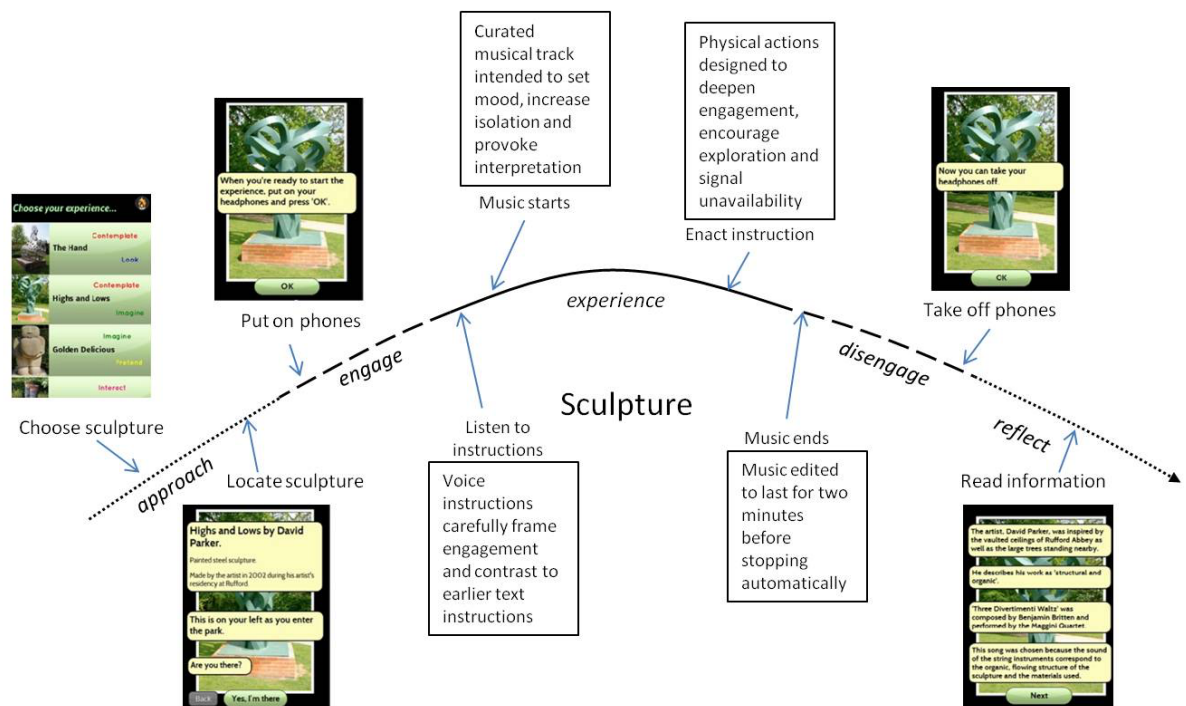 Choose your experience...
Contemplate
The Hand
Look
Contemplate
Highs and Lows
Imagine
Imagine
Golden Delicious
Pretend
Interact
Choose sculpture
approach
When you're ready to start the
experience, put on your
headphones and press 'OK'.
OK
Put on phones
engage
Locate sculpture
Highs and Lows by David
Parker.
Painted steel sculpture.
Made by the artist in 2002 during his artist's
residency at Rufford.
This is on your left as you enter
the park.
Are you there?
Back
Yes, I'm there
Curated
musical track
intended to set
mood, increase
isolation and
provoke
interpretation
Music starts
Listen to
instructions
Voice
instructions
carefully frame
engagement
and contrast to
earlier text
instructions
experience
Sculpture
Physical actions
designed to
deepen
engagement,
encourage
exploration and
signal
unavailability
Enact instruction
Music ends
Music edited
to last for two
minutes
before
stopping
automatically
disengage
Now you can take your
headphones off.
OK
Take off phones
reflect
Read information
The artist, David Parker, was inspired by
the vaulted ceilings of Rufford Abbey as
well as the large trees standing nearby.
He describes his work as 'structural and
organic'.
'Three Divertimenti Waltz' was
composed by Benjamin Britten and
performed by the Maggini Quartet.
This song was chosen because the sound
of the string instruments correspond to
the organic, flowing structure of the
sculpture and the materials used.
Next